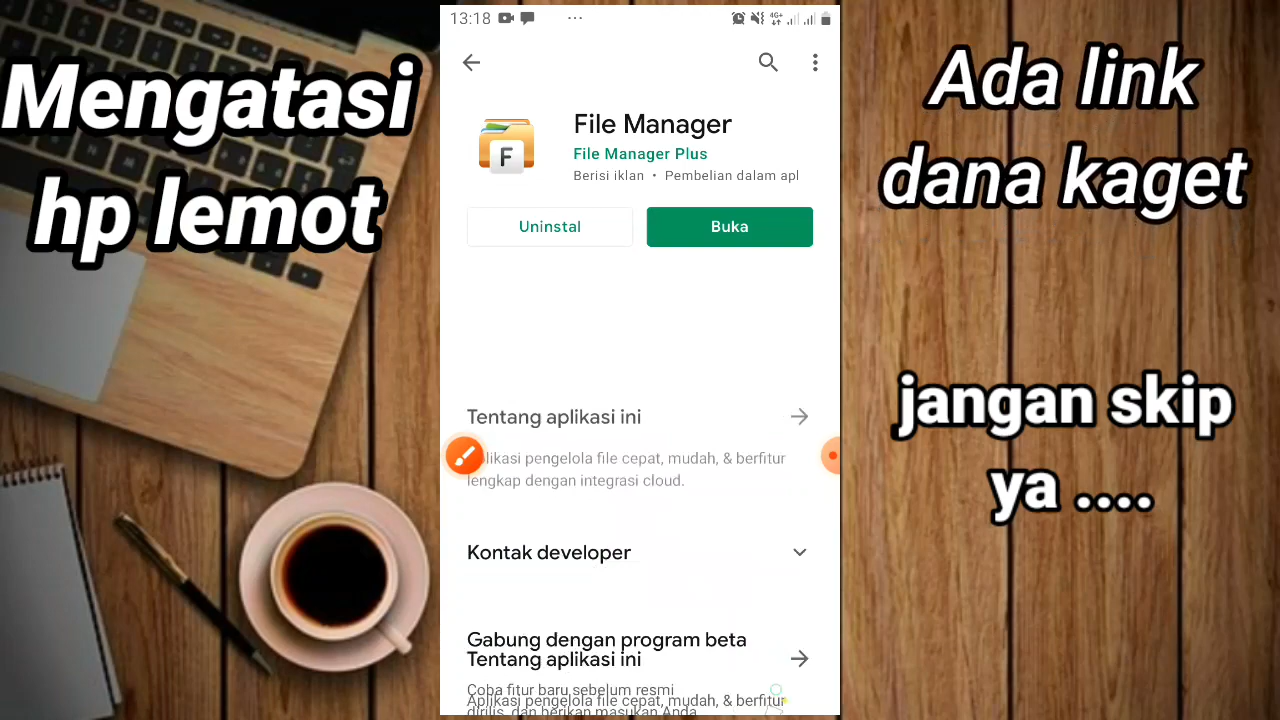 Mengatasi
hp lemot
13:18
4G+
File Manager
File Manager Plus
Berisi iklan • Pembelian dalam apl
Uninstal
Buka
Tentang aplikasi ini
plikasi pengelola file cepat, mudah, & berfitur
lengkap dengan integrasi cloud.
Kontak developer
Gabung dengan program beta
Tentang aplikasi ini
Coba fitur baru sebelum resmi
Aplikasi pengelola file cepat, mudah, & berfitur
dirilis, dan berikan masukan Anda
Ada link
dana kaget
jangan skip
ya ....